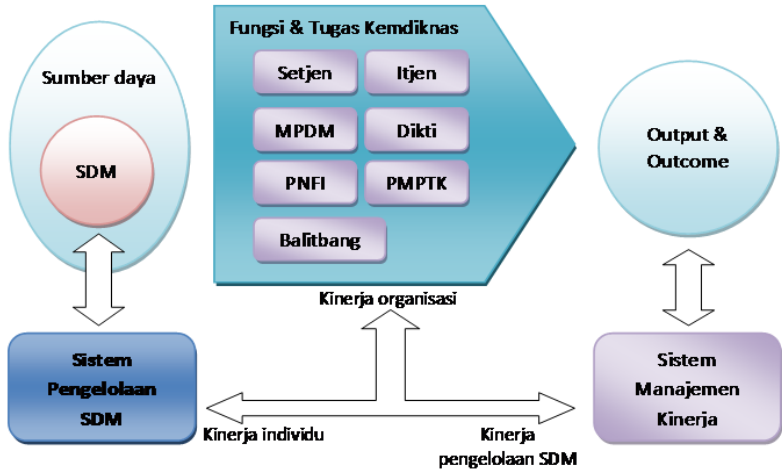 Fungsi & Tugas Kemdiknas
Sumber daya
SDM
Setjen
Itjen
MPDM
Dikti
PNFI
PMPTK
Balitbang
Output &
Outcome
Kinerja organisasi
Sistem
Pengelolaan
SDM
Kinerja individu
Kinerja
pengelolaan SDM
Sistem
Manajemen
Kinerja